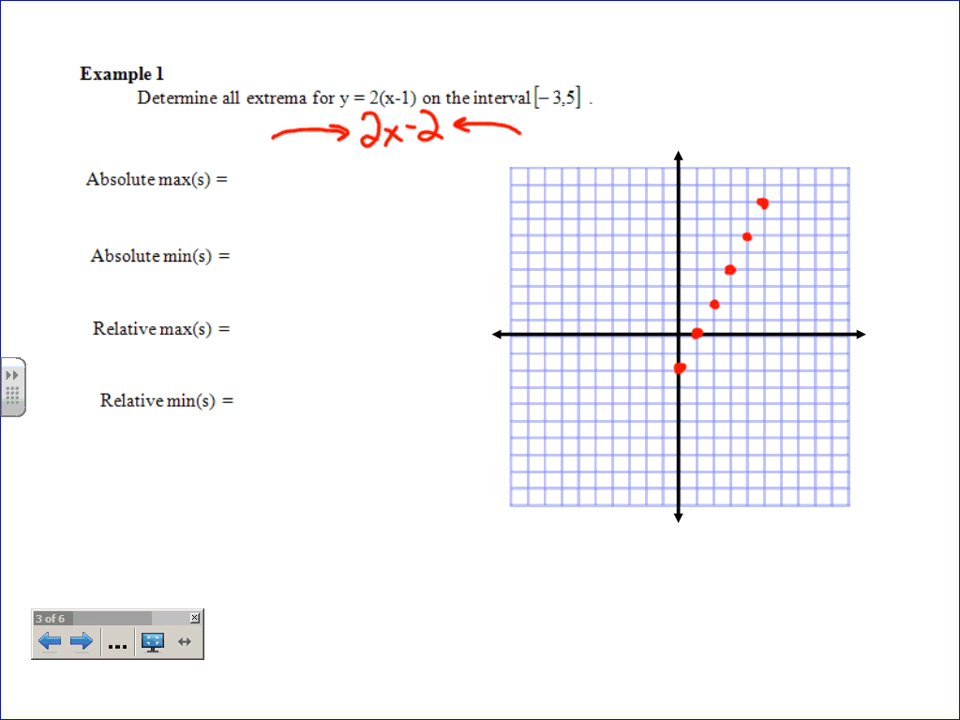 Example 1
Determine all extrema for y = 2(x-1) on the interval [– 3,5] .
2x-2
Absolute max(s) =
Absolute min(s) =
Relative max(s) =
Relative min(s) =
3 of 6
...